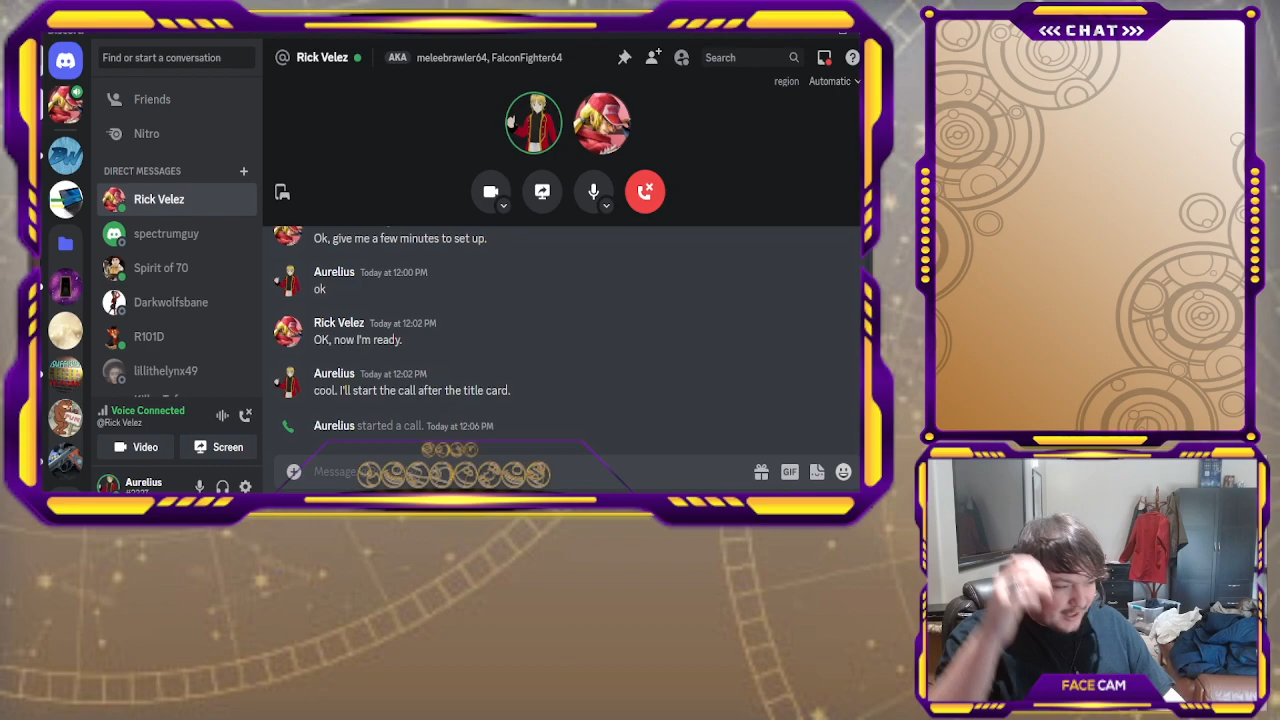 Find or start a conversation
Friends
Nitro
DIRECT MESSAGES +
Rick Velez
spectrumguy
Spirit of 70
Darkwolfsbane
R101D
lillithelynx49
Voice Connected
@Rick Velez
Video
Screen
Aurelius
@ Rick Velez
AKA meleebrawler64, FalconFighter64
Search
region Automatic
Ok, give me a few minutes to set up.
Aurelius Today at 12:00 PM
ok
Rick Velez Today at 12:02 PM
OK, now I'm ready.
Aurelius Today at 12:02 PM
cool. I'll start the call after the title card.
Aurelius started a call. Today at 12:06 PM
Message
GIF
<<< CHAT >>>
FACE CAM